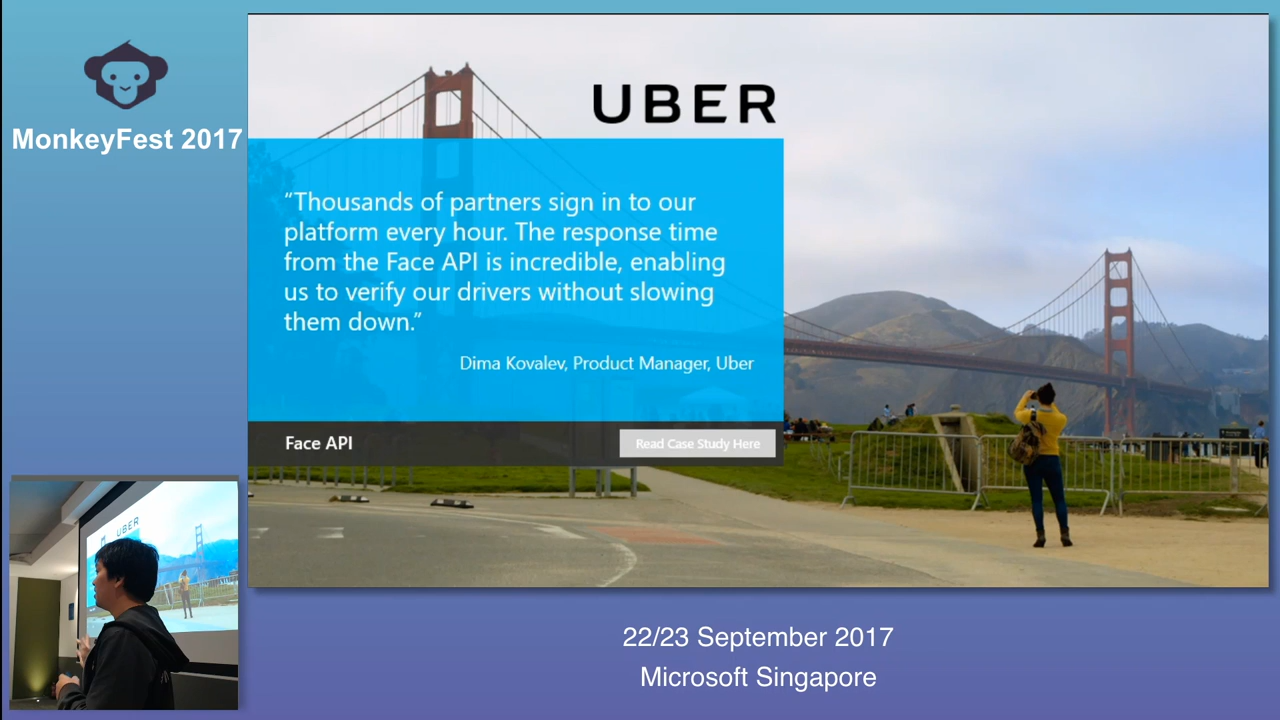 MonkeyFest 2017
UBER
“Thousands of partners sign in to our
platform every hour. The response time
from the Face API is incredible, enabling
us to verify our drivers without slowing
them down.”
Dima Kovalev, Product Manager, Uber
Face API
Read Case Study Here
UBER
22/23 September 2017
Microsoft Singapore